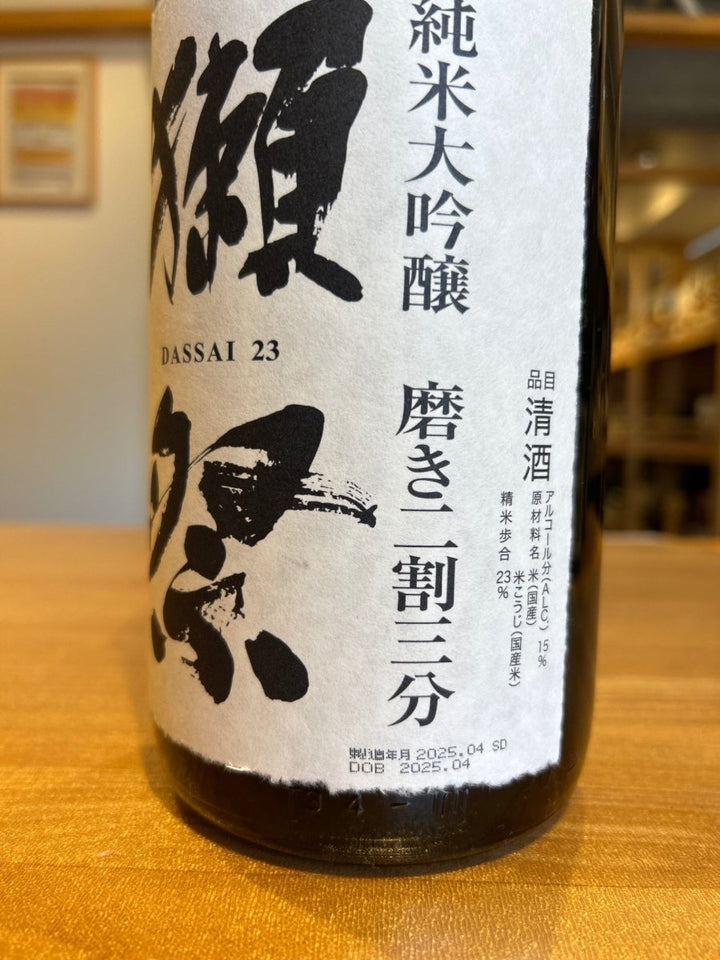 獺祭
DASSAI 23
純米大吟醸 磨き二割三分
品目
清酒
アルコール分(ALC.) 15%
原材料名 米(国産)
米こうじ(国産米)
精米歩合 23%
製造年月 2025.04 SD
DOB 2025.04